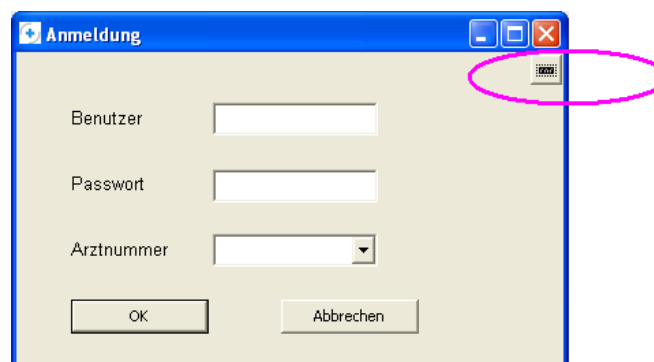 Anmeldung
Benutzer
Passwort
Arztnummer
OK
Abbrechen